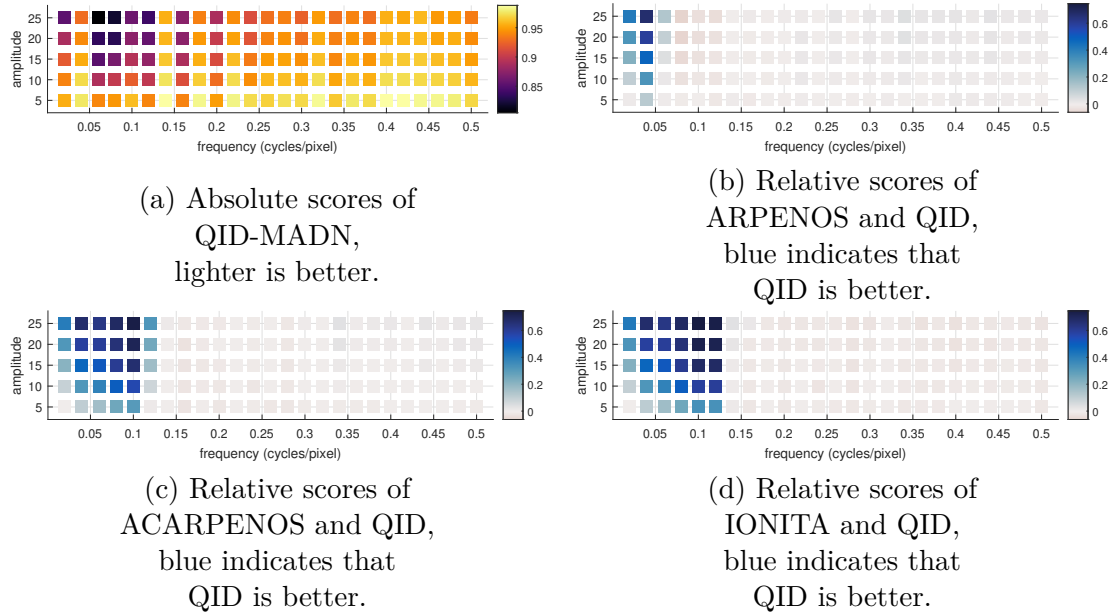 25
20
15
10
5
amplitude
0.05 0.1 0.15 0.2 0.25 0.3 0.35 0.4 0.45 0.5
frequency (cycles/pixel)
0.95
0.9
0.85
(a) Absolute scores of
QID-MADN,
lighter is better.
25
20
15
10
5
amplitude
0.05 0.1 0.15 0.2 0.25 0.3 0.35 0.4 0.45 0.5
frequency (cycles/pixel)
0.6
0.4
0.2
0
(b) Relative scores of
ARPENOS and QID,
blue indicates that
QID is better.
25
20
15
10
5
amplitude
0.05 0.1 0.15 0.2 0.25 0.3 0.35 0.4 0.45 0.5
frequency (cycles/pixel)
0.6
0.4
0.2
0
(c) Relative scores of
ACARPENOS and QID,
blue indicates that
QID is better.
25
20
15
10
5
amplitude
0.05 0.1 0.15 0.2 0.25 0.3 0.35 0.4 0.45 0.5
frequency (cycles/pixel)
0.6
0.4
0.2
0
(d) Relative scores of
IONITA and QID,
blue indicates that
QID is better.